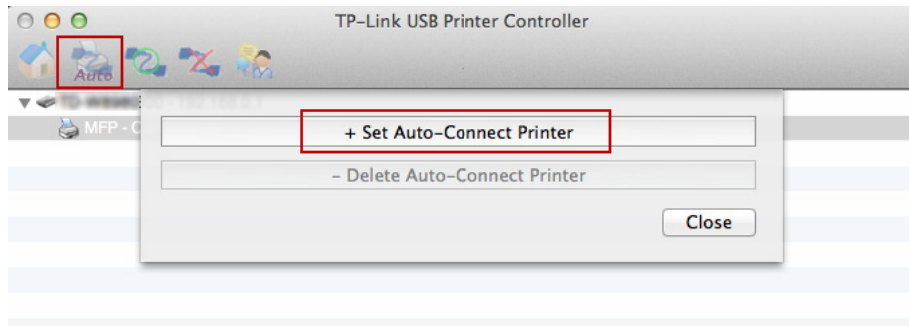 TP-Link USB Printer Controller
Auto
MFP - C
+ Set Auto-Connect Printer
- Delete Auto-Connect Printer
Close